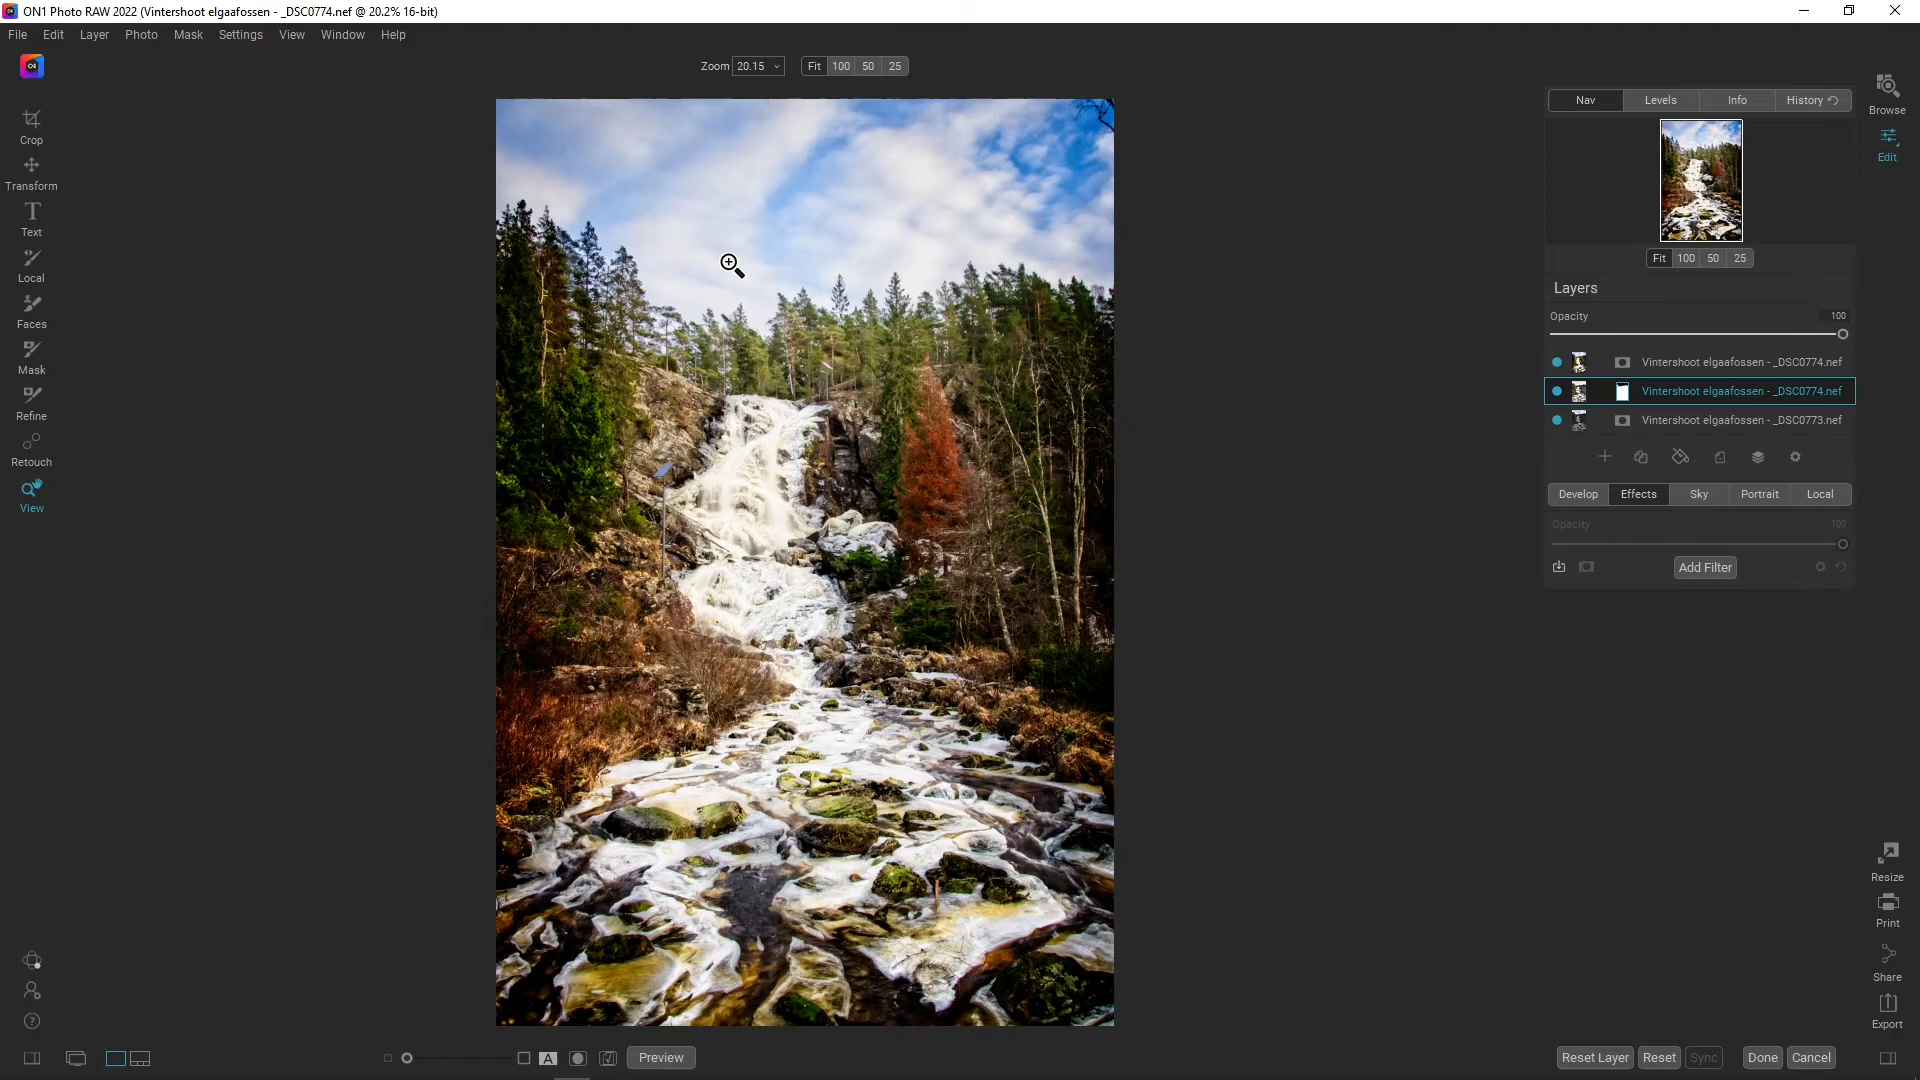 ON1 Photo RAW 2022 (Vintershoot elgaafossen - _DSC0774.nef @ 20.2% 16-bit)
File Edit Layer Photo Mask Settings View Window Help
Zoom 20.15 Fit 100 50 25
Crop
Transform
Text
Local
Faces
Mask
Refine
Retouch
View
Nav Levels Info History
Fit 100 50 25
Layers
Opacity 100
Vintershoot elgaafossen - _DSC0774.nef
Vintershoot elgaafossen - _DSC0774.nef
Vintershoot elgaafossen - _DSC0773.nef
Develop Effects Sky Portrait Local
Opacity 100
Add Filter
Browse
Edit
Resize
Print
Share
Export
A Preview
Reset Layer Reset Sync Done Cancel